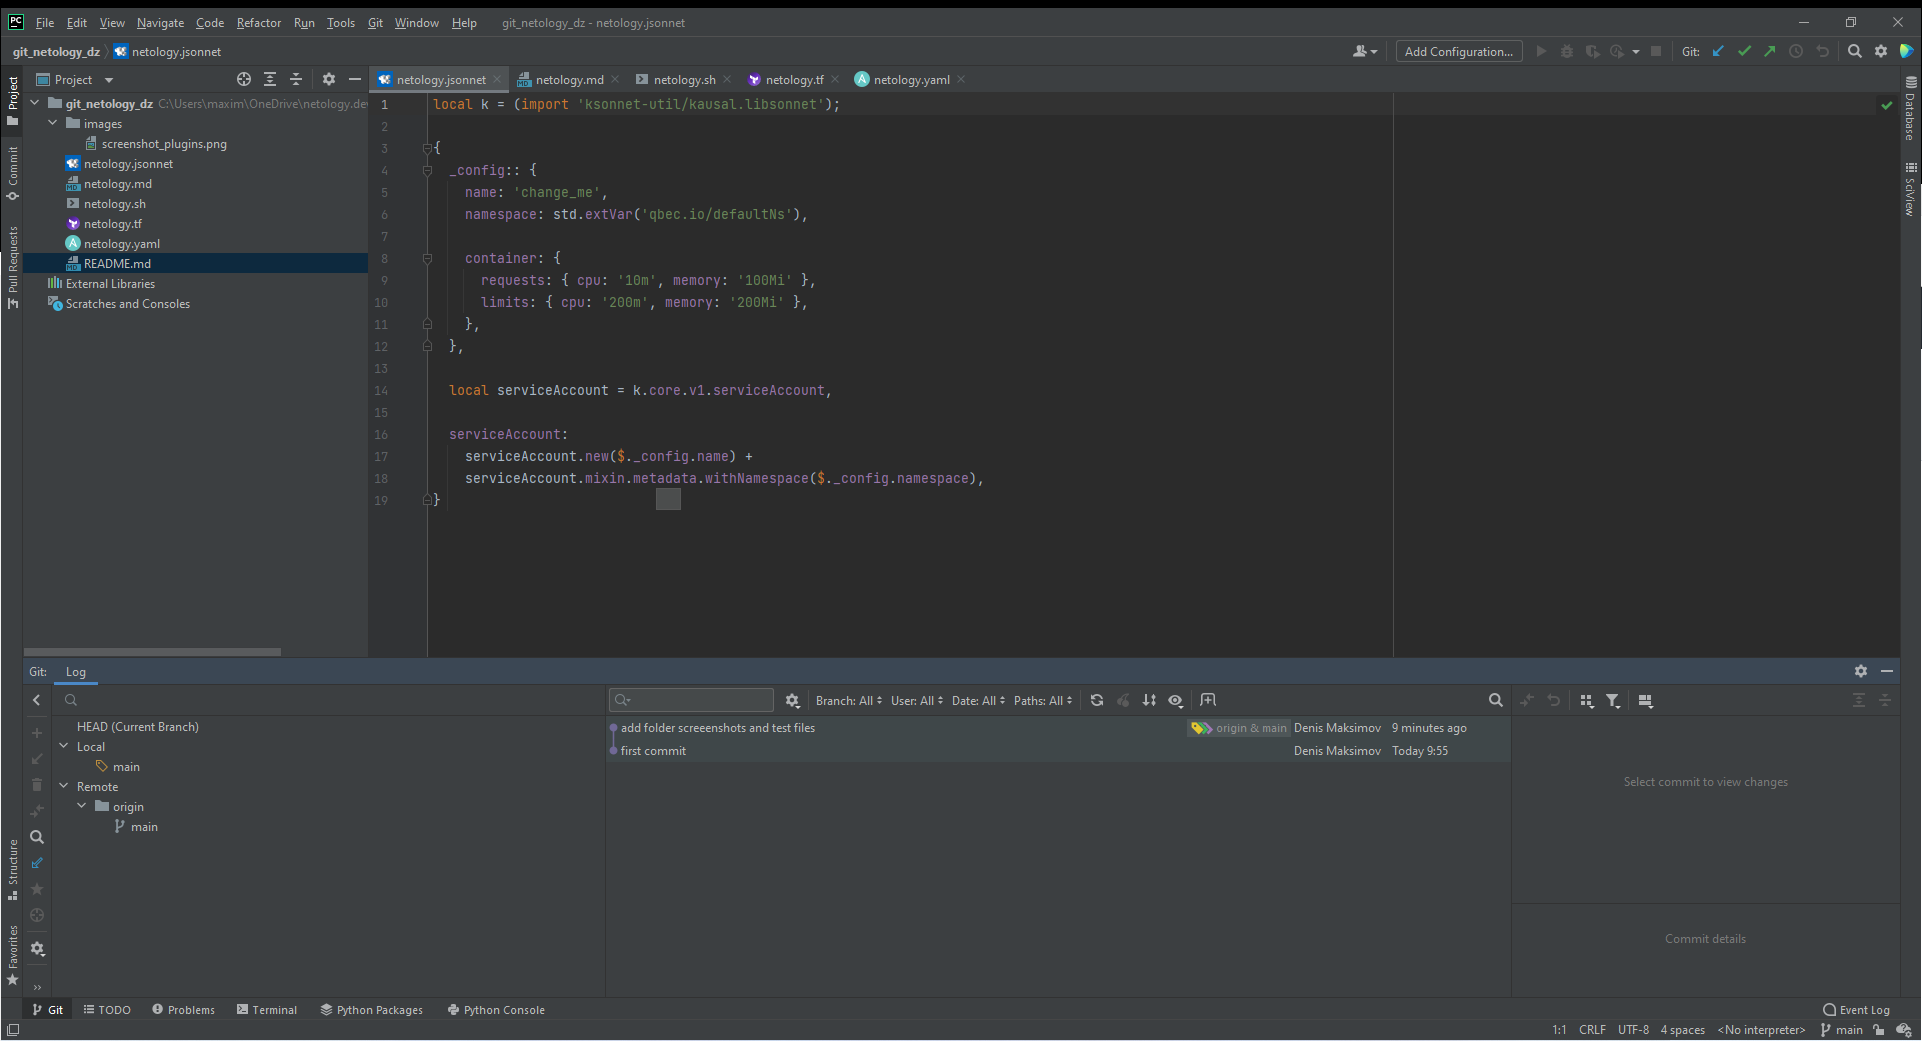 PC File Edit View Navigate Code Refactor Run Tools Git Window Help git_netology_dz - netology.jsonnet
git_netology_dz netology.jsonnet Add Configuration... Git:
Project netology.jsonnet netology.md netology.sh netology.tf netology.yaml
git_netology_dz C:\Users\maxim\OneDrive\netology.de
images
screenshot_plugins.png
netology.jsonnet
netology.md
netology.sh
netology.tf
netology.yaml
README.md
External Libraries
Scratches and Consoles
Project
Commit
Pull Requests
Structure
Favorites
Database
SciView
1 local k = (import 'ksonnet-util/kausal.libsonnet');
2
3 {
4 _config:: {
5 name: 'change_me',
6 namespace: std.extVar('qbec.io/defaultNs'),
7
8 container: {
9 requests: { cpu: '10m', memory: '100Mi' },
10 limits: { cpu: '200m', memory: '200Mi' },
11 },
12 },
13
14 local serviceAccount = k.core.v1.serviceAccount,
15
16 serviceAccount:
17 serviceAccount.new($._config.name) +
18 serviceAccount.mixin.metadata.withNamespace($._config.namespace),
19 }
Git: Log
HEAD (Current Branch)
Local
main
Remote
origin
main
Branch: All User: All Date: All Paths: All
add folder screeenshots and test files origin & main Denis Maksimov 9 minutes ago
first commit Denis Maksimov Today 9:55
Select commit to view changes
Commit details
Git TODO Problems Terminal Python Packages Python Console Event Log
1:1 CRLF UTF-8 4 spaces <No interpreter> main